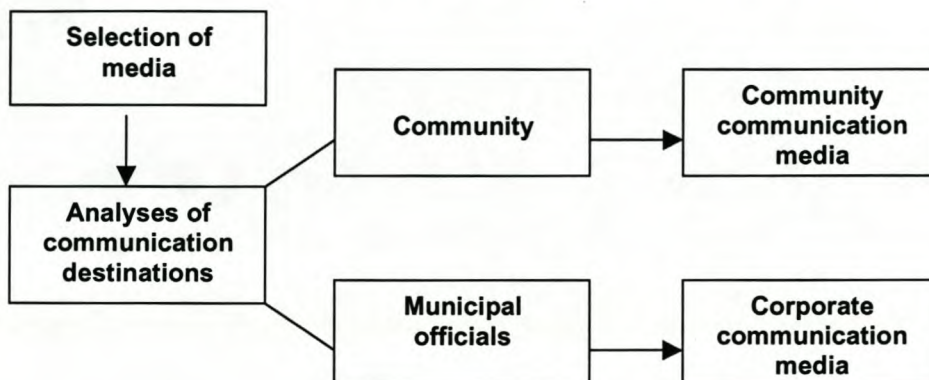 Selection of
media
Community
Community
communication
media
Analyses of
communication
destinations
Municipal
officials
Corporate
communication
media